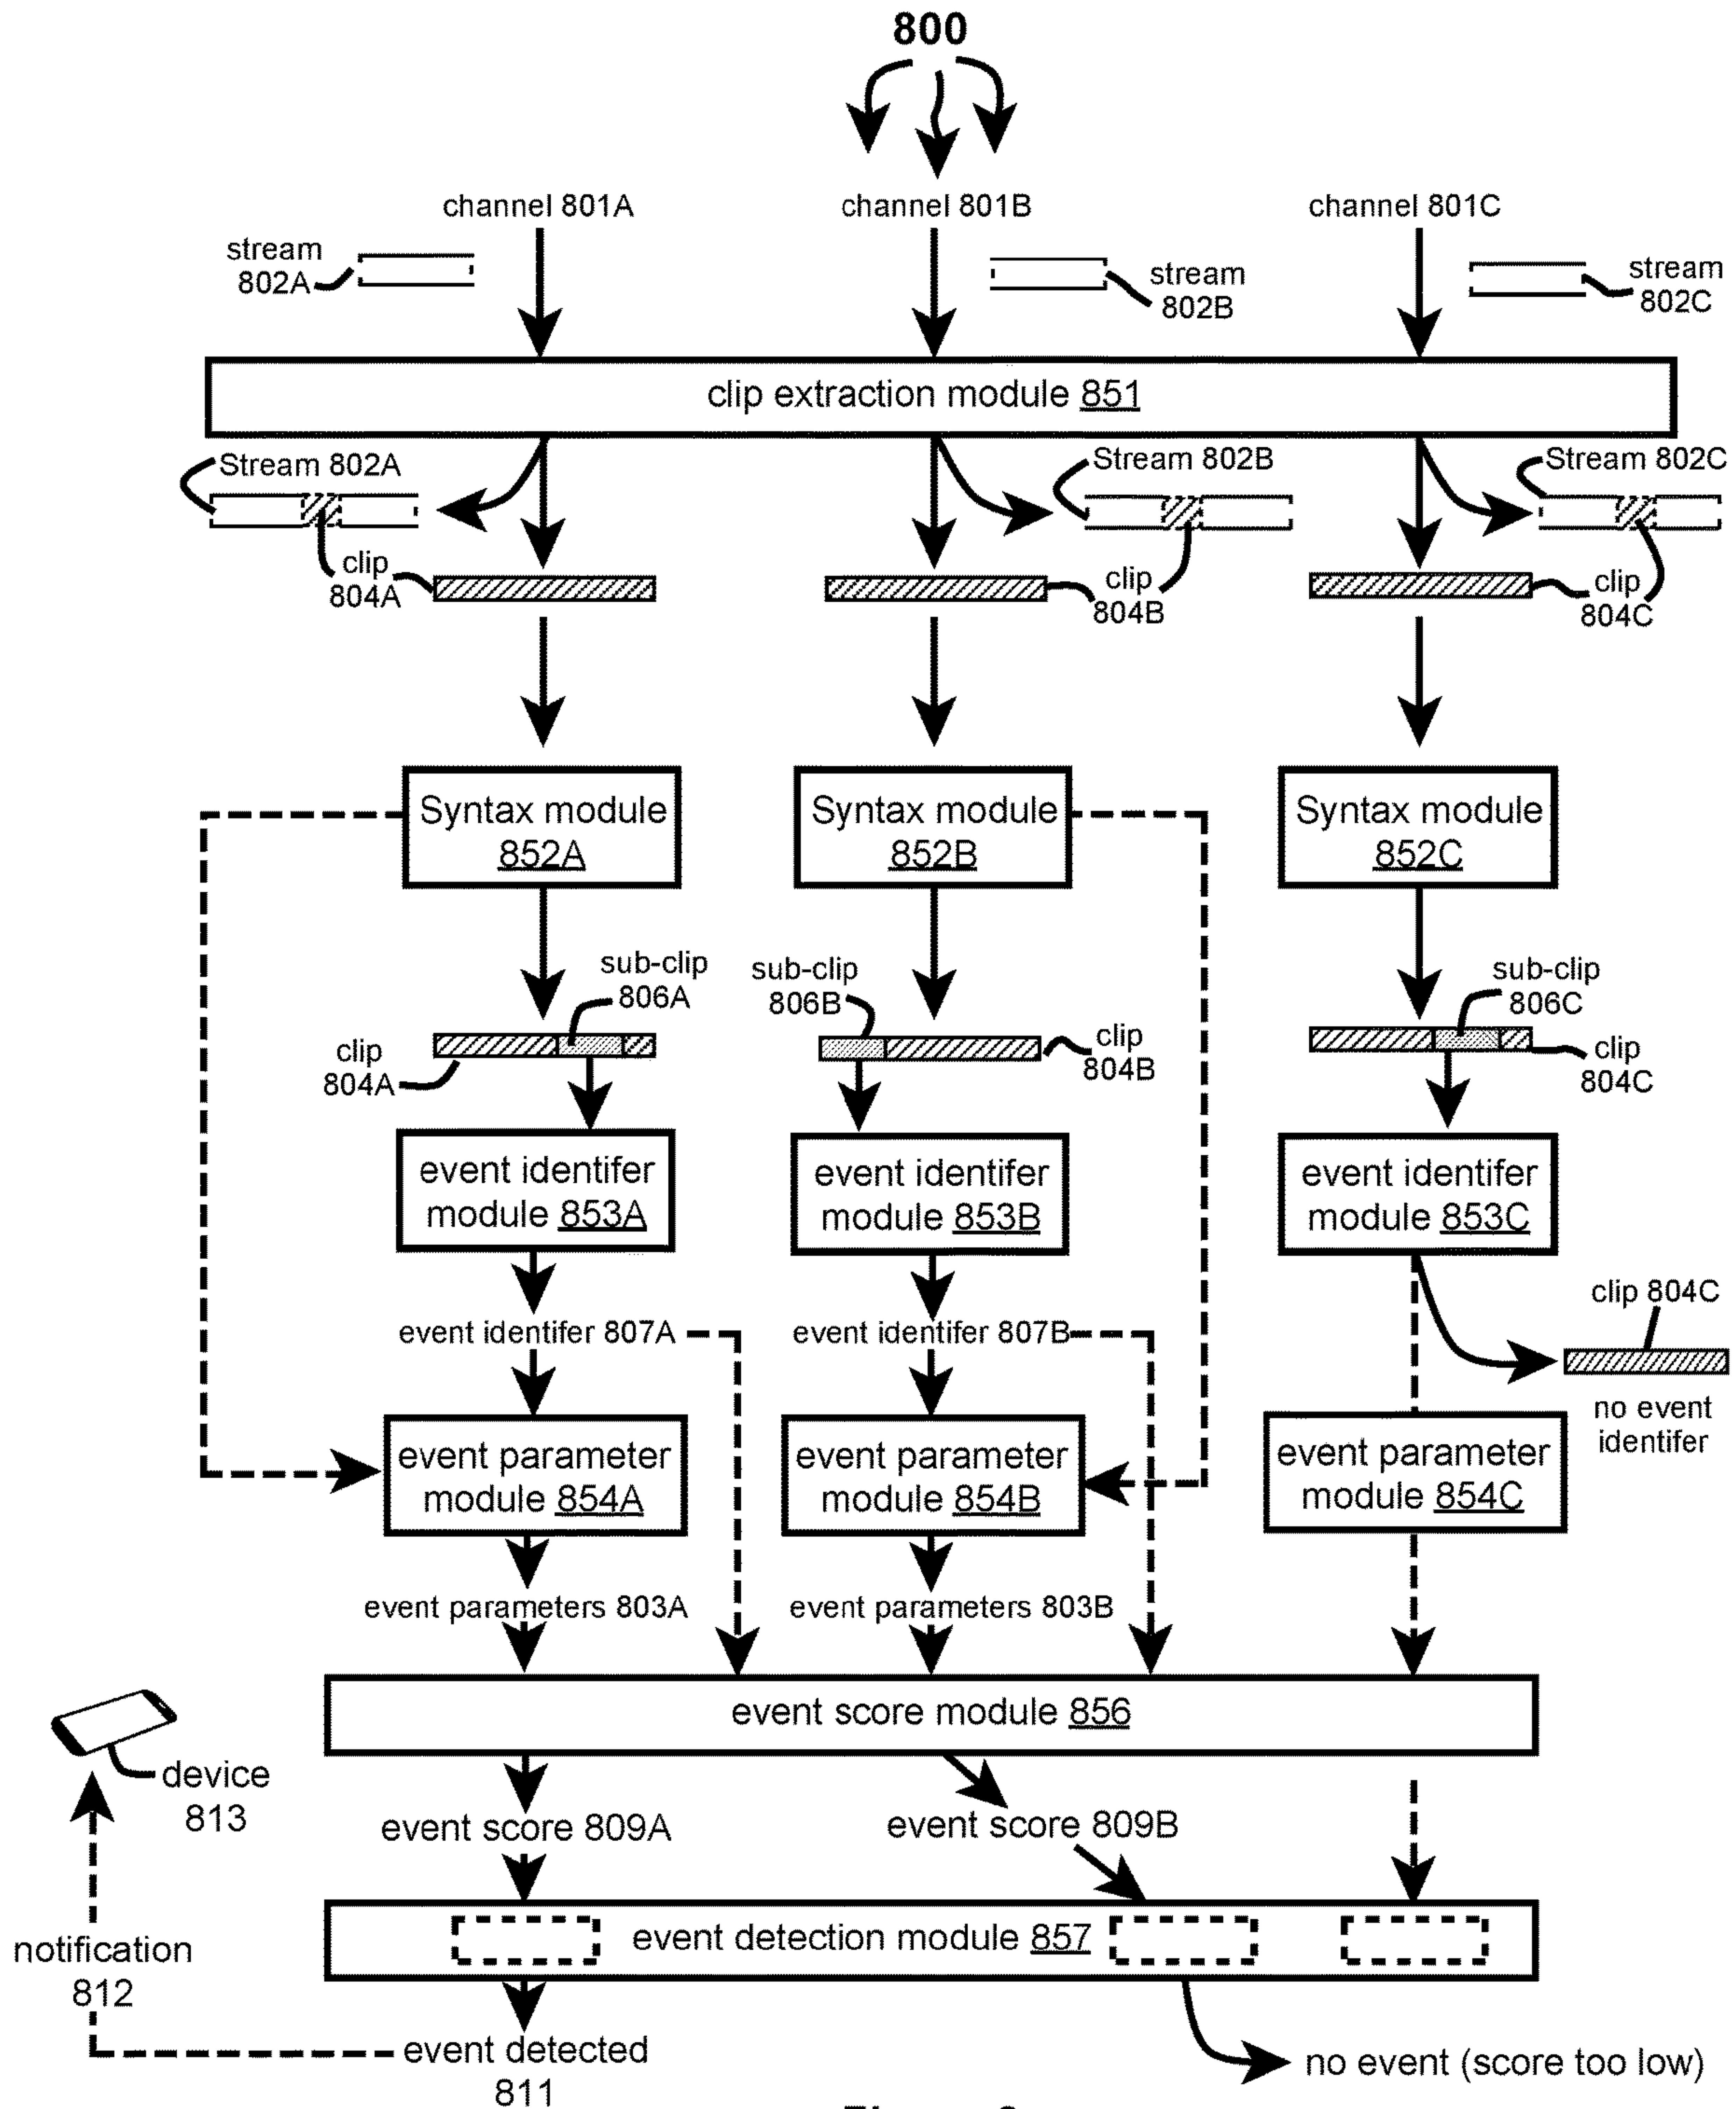 800
channel 801A
channel 801B
channel 801C
stream
802A
stream
802B
stream
802C
clip extraction module 851
Stream 802A
Stream 802B
Stream 802C
clip
804A
clip
804B
clip
804C
Syntax module
852A
Syntax module
852B
Syntax module
852C
sub-clip
806A
sub-clip
806B
sub-clip
806C
clip
804A
clip
804B
clip
804C
event identifer
module 853A
event identifer
module 853B
event identifer
module 853C
clip 804C
event identifer 807A
event identifer 807B
no event
identifer
event parameter
module 854A
event parameter
module 854B
event parameter
module 854C
event parameters 803A
event parameters 803B
event score module 856
device
813
event score 809A
event score 809B
event detection module 857
notification
812
event detected
811
no event (score too low)